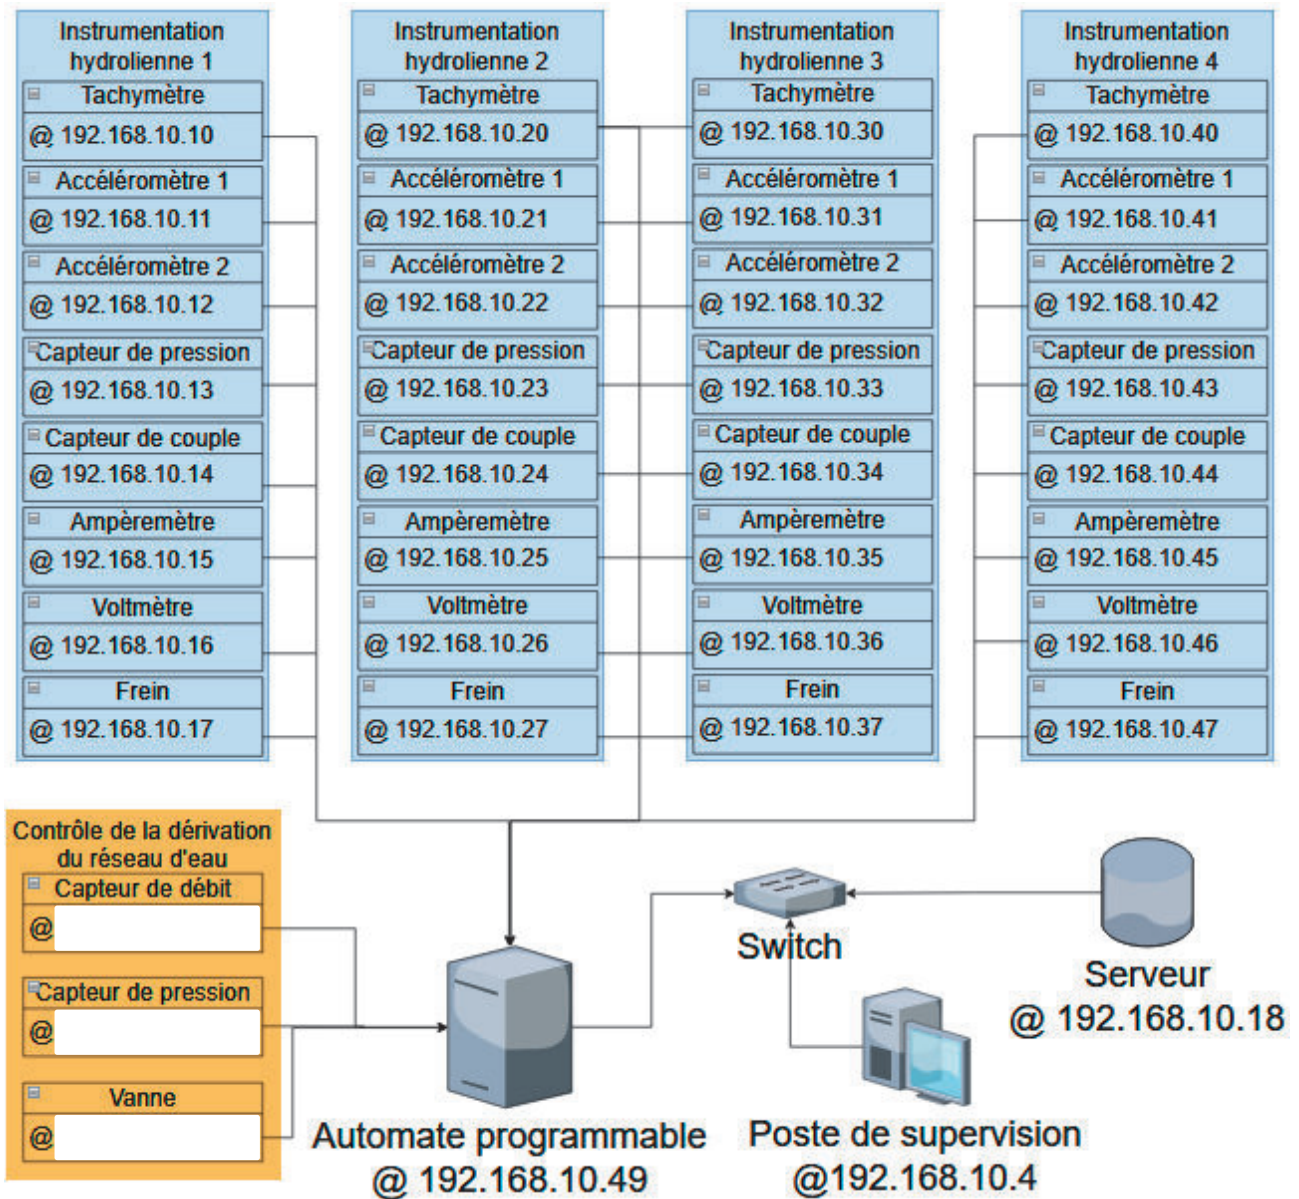 Instrumentation
hydrolienne 1
Tachymètre
@ 192.168.10.10
Accéléromètre 1
@ 192.168.10.11
Accéléromètre 2
@ 192.168.10.12
Capteur de pression
@ 192.168.10.13
Capteur de couple
@ 192.168.10.14
Ampèremètre
@ 192.168.10.15
Voltmètre
@ 192.168.10.16
Frein
@ 192.168.10.17
Instrumentation
hydrolienne 2
Tachymètre
@ 192.168.10.20
Accéléromètre 1
@ 192.168.10.21
Accéléromètre 2
@ 192.168.10.22
Capteur de pression
@ 192.168.10.23
Capteur de couple
@ 192.168.10.24
Ampèremètre
@ 192.168.10.25
Voltmètre
@ 192.168.10.26
Frein
@ 192.168.10.27
Instrumentation
hydrolienne 3
Tachymètre
@ 192.168.10.30
Accéléromètre 1
@ 192.168.10.31
Accéléromètre 2
@ 192.168.10.32
Capteur de pression
@ 192.168.10.33
Capteur de couple
@ 192.168.10.34
Ampèremètre
@ 192.168.10.35
Voltmètre
@ 192.168.10.36
Frein
@ 192.168.10.37
Instrumentation
hydrolienne 4
Tachymètre
@ 192.168.10.40
Accéléromètre 1
@ 192.168.10.41
Accéléromètre 2
@ 192.168.10.42
Capteur de pression
@ 192.168.10.43
Capteur de couple
@ 192.168.10.44
Ampèremètre
@ 192.168.10.45
Voltmètre
@ 192.168.10.46
Frein
@ 192.168.10.47
Contrôle de la dérivation
du réseau d'eau
Capteur de débit
@
Capteur de pression
@
Vanne
@
Automate programmable
@ 192.168.10.49
Switch
Poste de supervision
@192.168.10.4
Serveur
@ 192.168.10.18